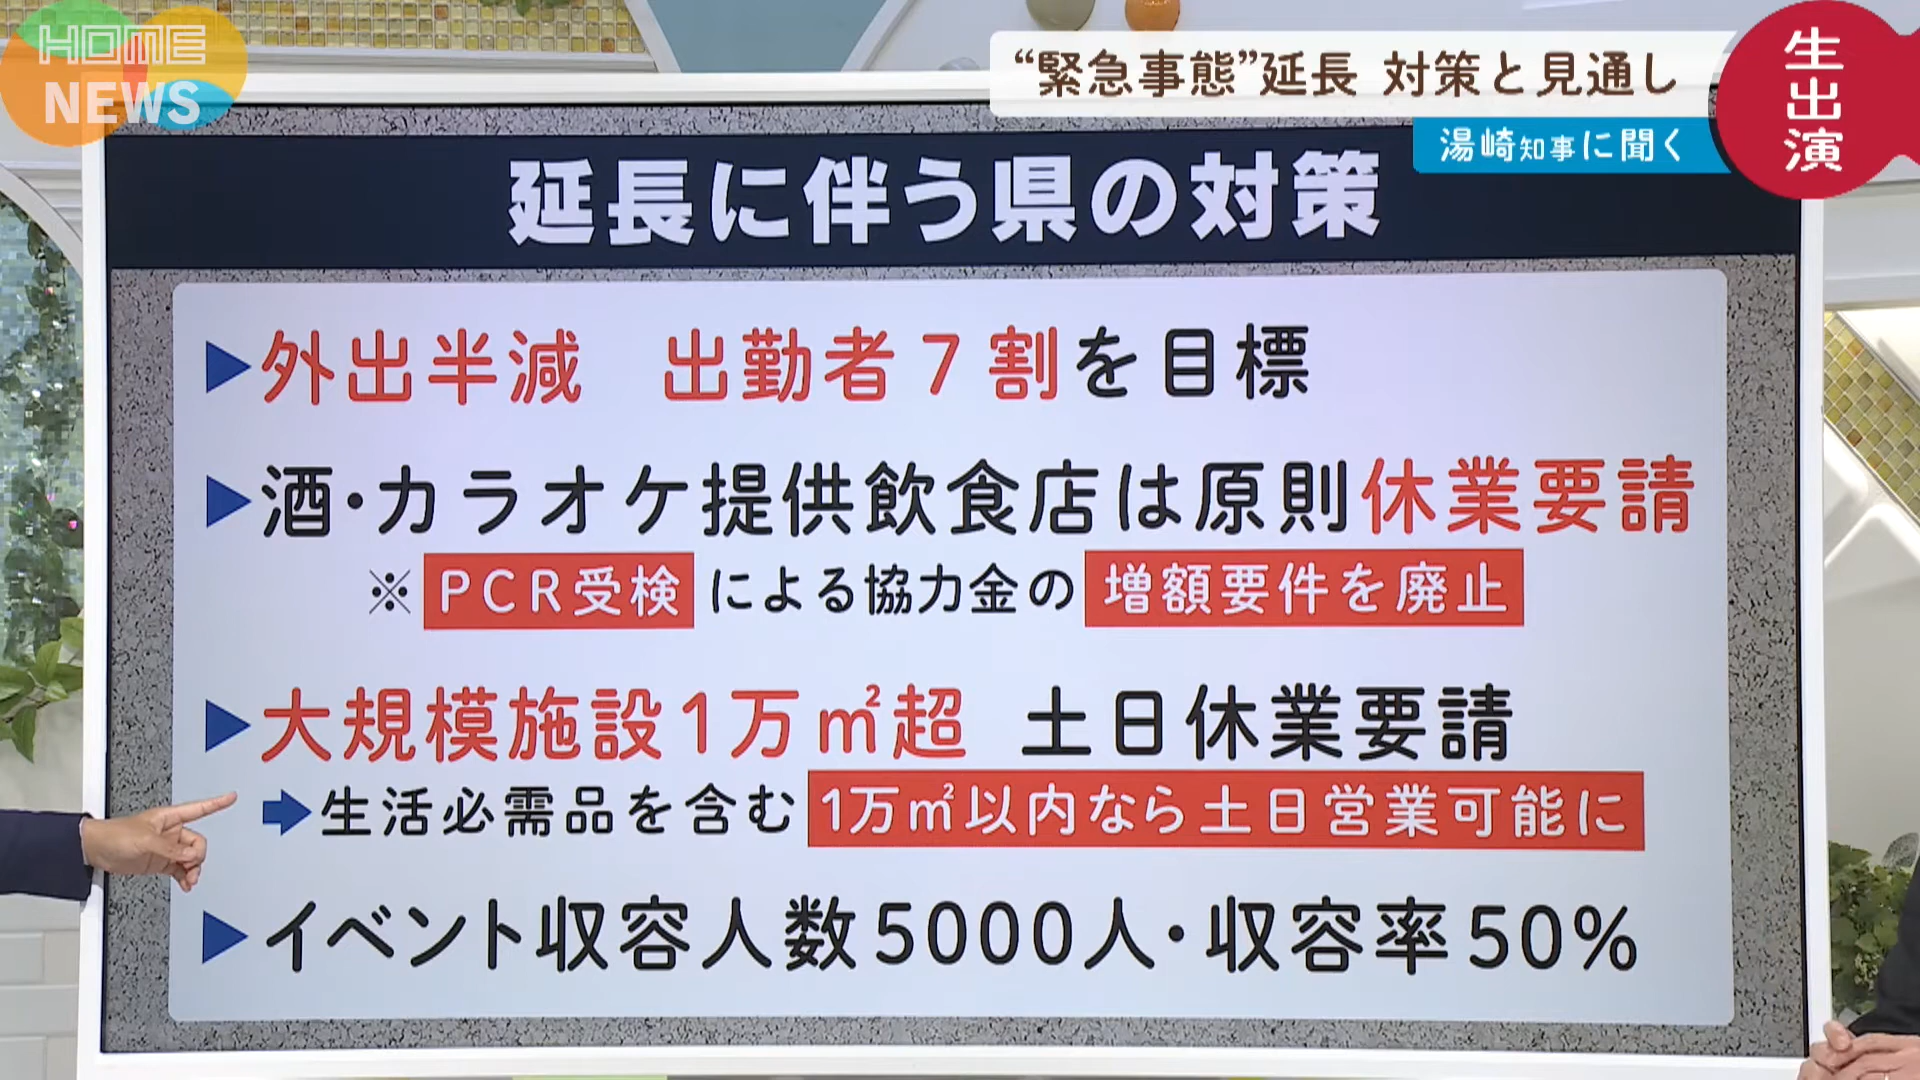 HOME
NEWS
“緊急事態”延長 対策と見通し
湯﨑知事に聞く
生出演
延長に伴う県の対策
▶外出半減 出勤者7割を目標
▶酒・カラオケ提供飲食店は原則休業要請
※PCR受検による協力金の増額要件を廃止
▶大規模施設1万㎡超 土日休業要請
➡生活必需品を含む1万㎡以内なら土日営業可能に
▶イベント収容人数5000人・収容率50%